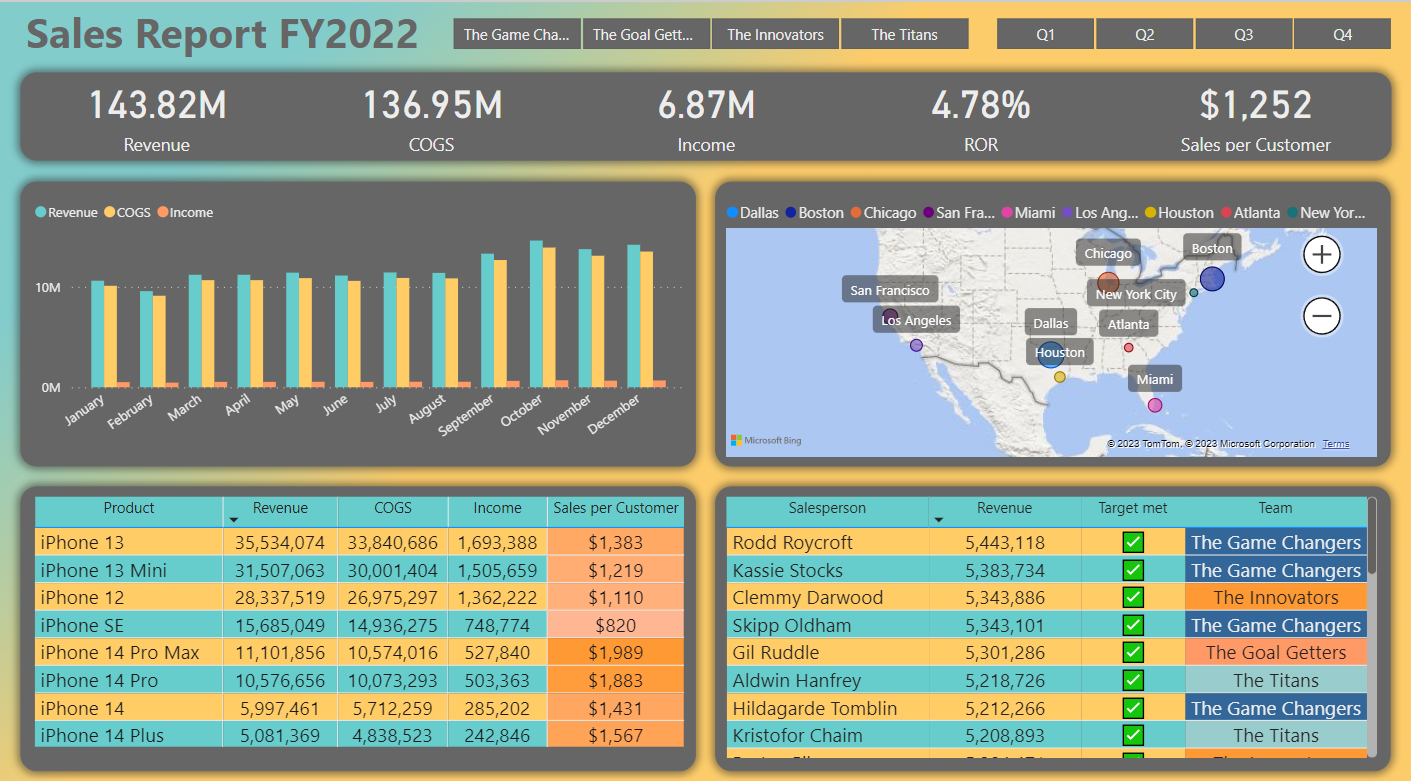 Sales Report FY2022
The Game Cha...
The Goal Gett...
The Innovators
The Titans
Q1
Q2
Q3
Q4
143.82M
Revenue
136.95M
COGS
6.87M
Income
4.78%
ROR
$1,252
Sales per Customer
Revenue COGS Income
10M
0M
January February March April May June July August September October November December
Dallas Boston Chicago San Fra... Miami Los Ang... Houston Atlanta New Yor...
Chicago
Boston
San Francisco
New York City
Los Angeles
Dallas
Atlanta
Houston
Miami
Microsoft Bing
© 2023 TomTom, © 2023 Microsoft Corporation Terms
Product Revenue COGS Income Sales per Customer
iPhone 13 35,534,074 33,840,686 1,693,388 $1,383
iPhone 13 Mini 31,507,063 30,001,404 1,505,659 $1,219
iPhone 12 28,337,519 26,975,297 1,362,222 $1,110
iPhone SE 15,685,049 14,936,275 748,774 $820
iPhone 14 Pro Max 11,101,856 10,574,016 527,840 $1,989
iPhone 14 Pro 10,576,656 10,073,293 503,363 $1,883
iPhone 14 5,997,461 5,712,259 285,202 $1,431
iPhone 14 Plus 5,081,369 4,838,523 242,846 $1,567
Salesperson Revenue Target met Team
Rodd Roycroft 5,443,118 ✅ The Game Changers
Kassie Stocks 5,383,734 ✅ The Game Changers
Clemmy Darwood 5,343,886 ✅ The Innovators
Skipp Oldham 5,343,101 ✅ The Game Changers
Gil Ruddle 5,301,286 ✅ The Goal Getters
Aldwin Hanfrey 5,218,726 ✅ The Titans
Hildagarde Tomblin 5,212,266 ✅ The Game Changers
Kristofor Chaim 5,208,893 ✅ The Titans